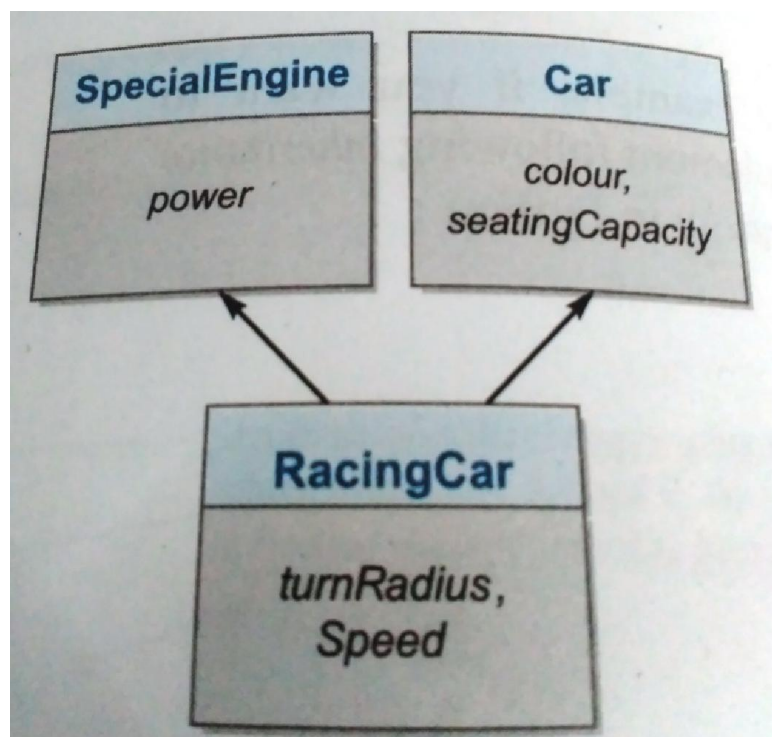 SpecialEngine
power
Car
colour,
seatingCapacity
RacingCar
turnRadius,
Speed